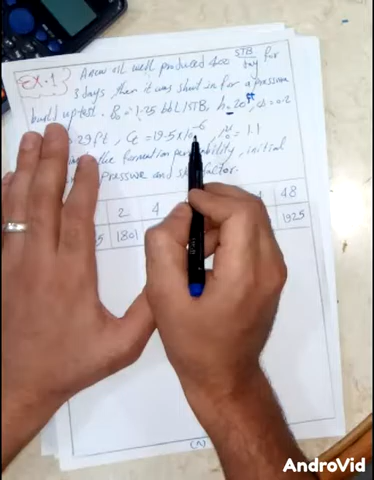 EX.1 A new oil well produced 400 STB/day for
3 days, then it was shut in for a pressure
build up test. Bo = 1.25 bbL/STB, h = 20 ft, φ = 0.2
0.29 ft, Ct = 19.5 x 10-6, μo = 1.1
the formation permeability, initial
pressure and skin factor.
2 4 48
1801 1925
(N)
AndroVid